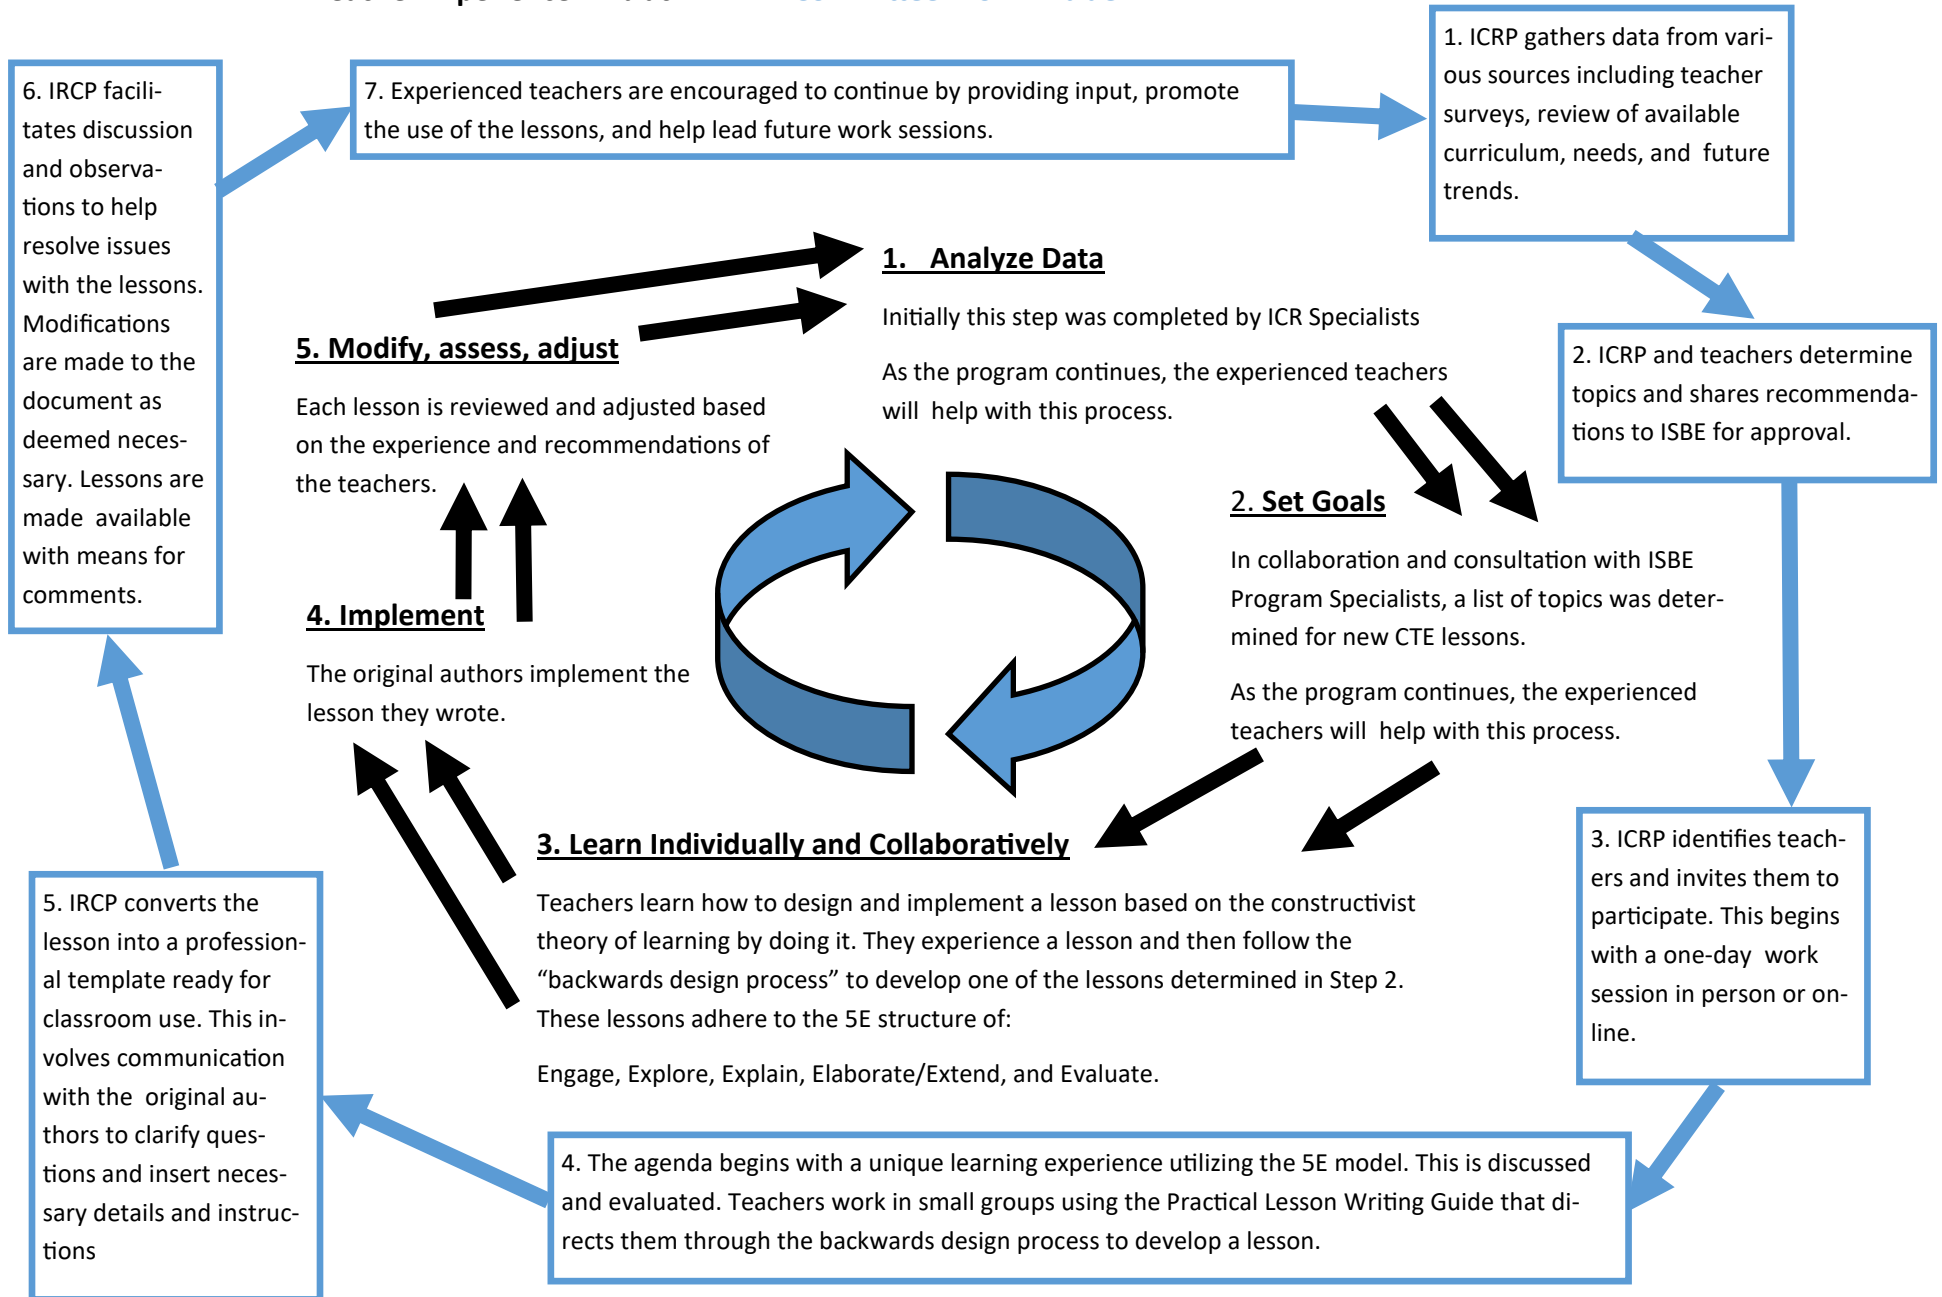 1. ICRP gathers data from vari-
ous sources including teacher
surveys, review of available
curriculum, needs, and future
trends.
2. ICRP and teachers determine
topics and shares recommenda-
tions to ISBE for approval.
3. ICRP identifies teach-
ers and invites them to
participate. This begins
with a one-day work
session in person or on-
line.
4. The agenda begins with a unique learning experience utilizing the 5E model. This is discussed
and evaluated. Teachers work in small groups using the Practical Lesson Writing Guide that di-
rects them through the backwards design process to develop a lesson.
5. IRCP converts the
lesson into a profession-
al template ready for
classroom use. This in-
volves communication
with the original au-
thors to clarify ques-
tions and insert neces-
sary details and instruc-
tions
6. IRCP facili-
tates discussion
and observa-
tions to help
resolve issues
with the lessons.
Modifications
are made to the
document as
deemed neces-
sary. Lessons are
made available
with means for
comments.
7. Experienced teachers are encouraged to continue by providing input, promote
the use of the lessons, and help lead future work sessions.
1. Analyze Data
Initially this step was completed by ICR Specialists
As the program continues, the experienced teachers
will help with this process.
2. Set Goals
In collaboration and consultation with ISBE
Program Specialists, a list of topics was deter-
mined for new CTE lessons.
As the program continues, the experienced
teachers will help with this process.
3. Learn Individually and Collaboratively
Teachers learn how to design and implement a lesson based on the constructivist
theory of learning by doing it. They experience a lesson and then follow the
“backwards design process” to develop one of the lessons determined in Step 2.
These lessons adhere to the 5E structure of:
Engage, Explore, Explain, Elaborate/Extend, and Evaluate.
4. Implement
The original authors implement the
lesson they wrote.
5. Modify, assess, adjust
Each lesson is reviewed and adjusted based
on the experience and recommendations of
the teachers.